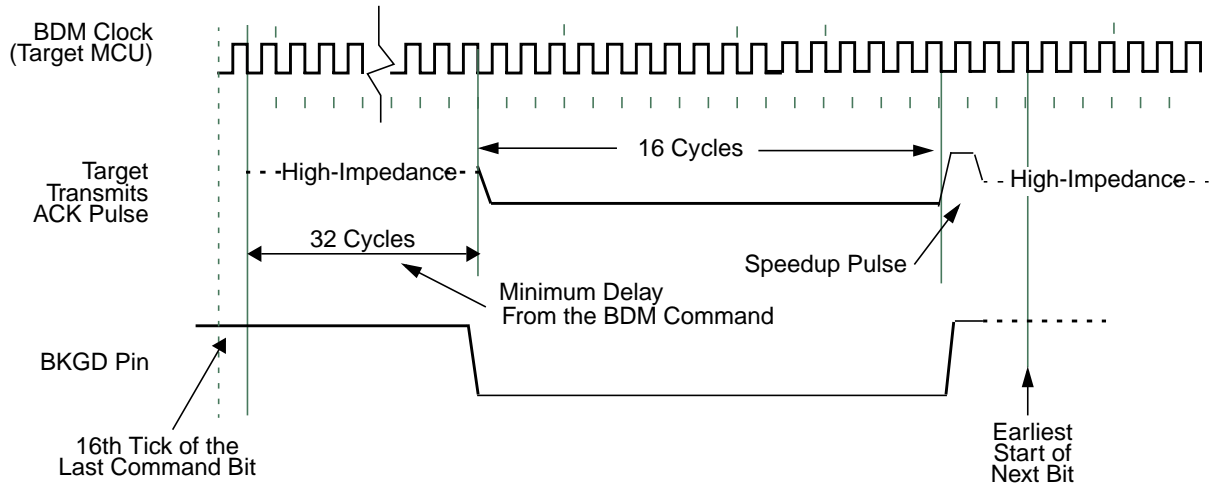 BDM Clock
(Target MCU)
16 Cycles
Target
Transmits
ACK Pulse
High-Impedance
High-Impedance
32 Cycles
Speedup Pulse
Minimum Delay
From the BDM Command
BKGD Pin
16th Tick of the
Last Command Bit
Earliest
Start of
Next Bit